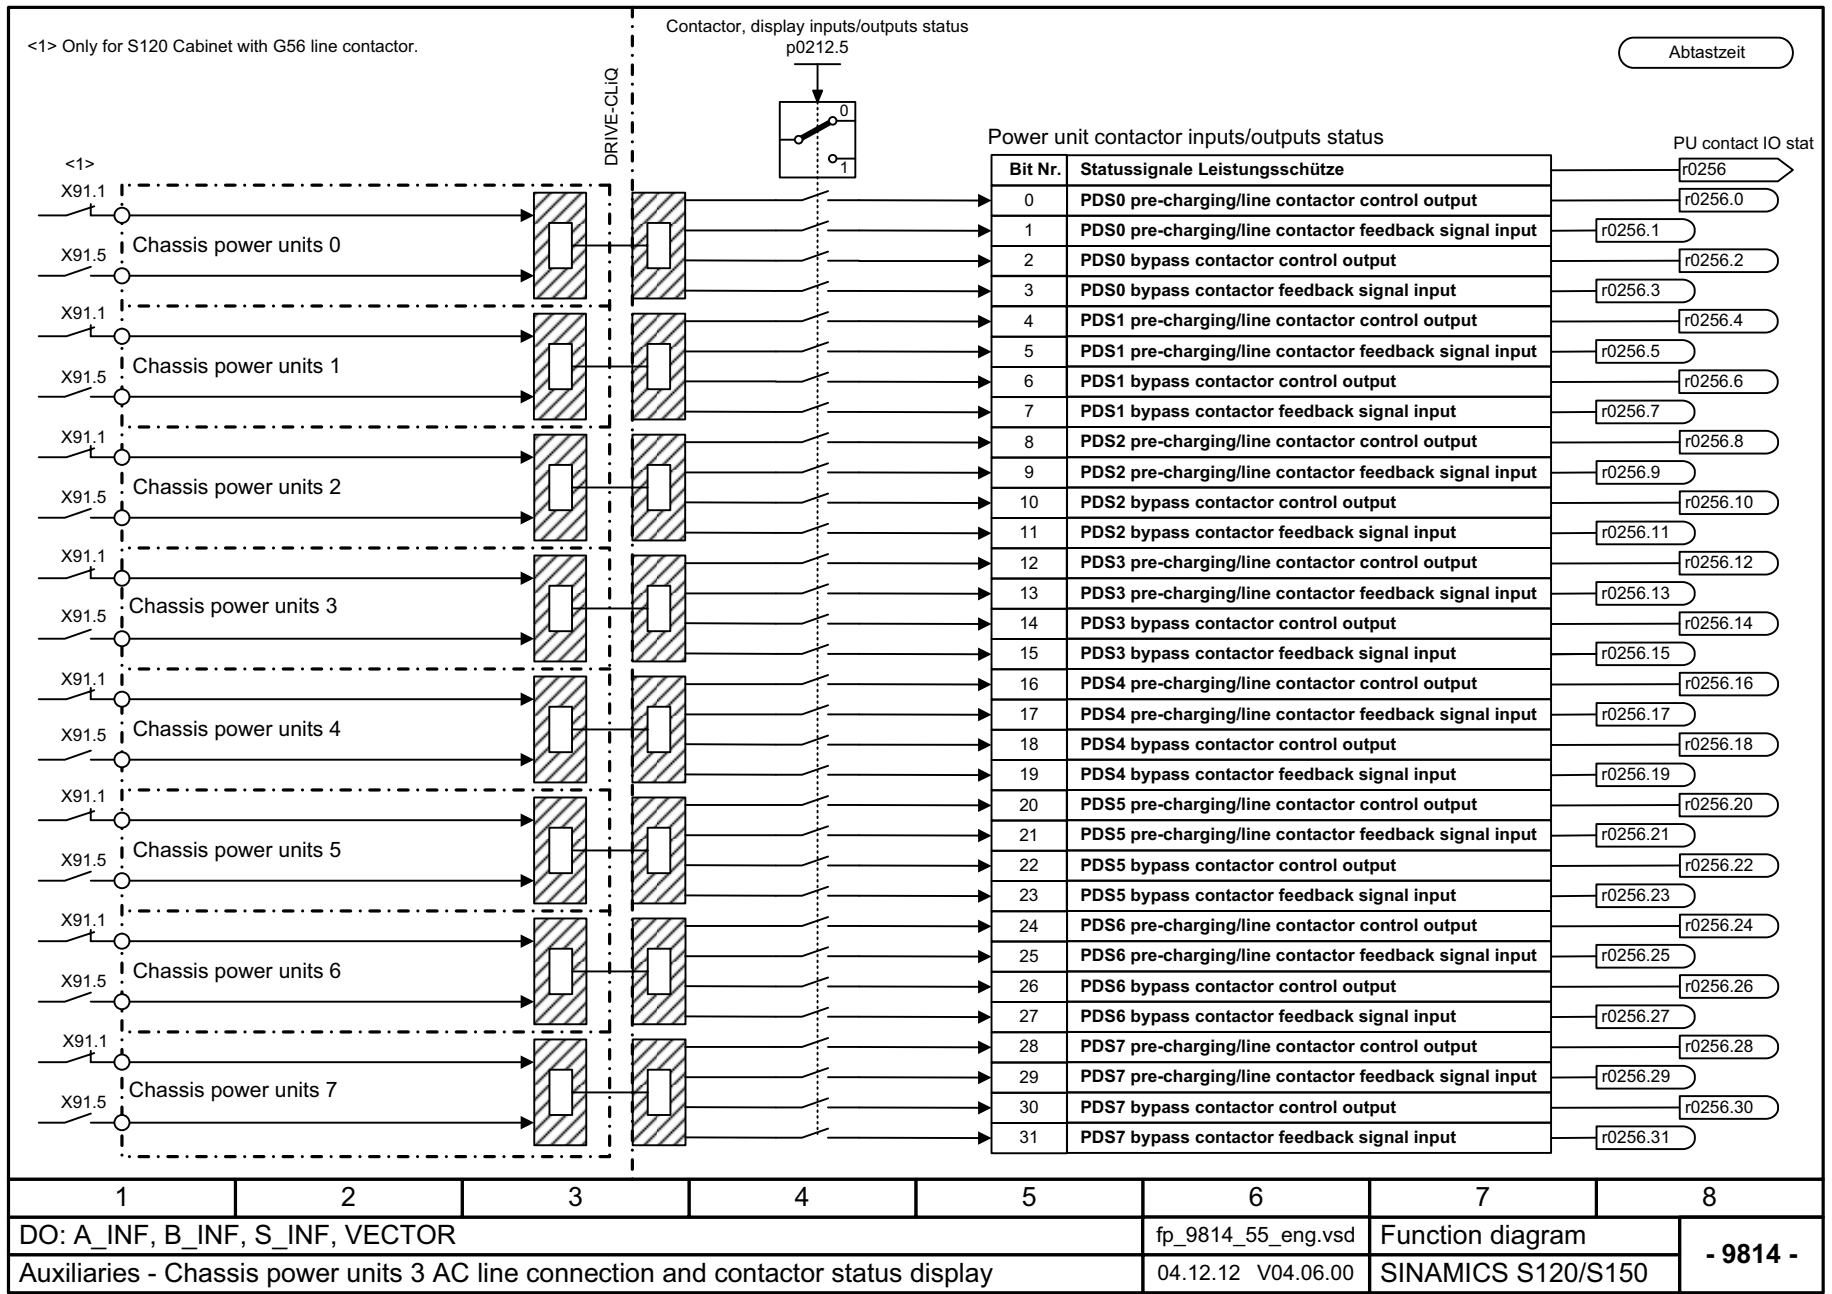 Contactor, display inputs/outputs status
<1> Only for S120 Cabinet with G56 line contactor.
p0212.5
Abtastzeit
DRIVE-CLiQ
0
1
Power unit contactor inputs/outputs status
PU contact IO stat
<1>
Bit Nr. Statussignale Leistungsschütze r0256
X91.1
0 PDS0 pre-charging/line contactor control output r0256.0
1 PDS0 pre-charging/line contactor feedback signal input r0256.1
Chassis power units 0
X91.5
2 PDS0 bypass contactor control output r0256.2
3 PDS0 bypass contactor feedback signal input r0256.3
X91.1
4 PDS1 pre-charging/line contactor control output r0256.4
5 PDS1 pre-charging/line contactor feedback signal input r0256.5
Chassis power units 1
X91.5
6 PDS1 bypass contactor control output r0256.6
7 PDS1 bypass contactor feedback signal input r0256.7
X91.1
8 PDS2 pre-charging/line contactor control output r0256.8
9 PDS2 pre-charging/line contactor feedback signal input r0256.9
Chassis power units 2
X91.5
10 PDS2 bypass contactor control output r0256.10
11 PDS2 bypass contactor feedback signal input r0256.11
X91.1
12 PDS3 pre-charging/line contactor control output r0256.12
13 PDS3 pre-charging/line contactor feedback signal input r0256.13
Chassis power units 3
X91.5
14 PDS3 bypass contactor control output r0256.14
15 PDS3 bypass contactor feedback signal input r0256.15
X91.1
16 PDS4 pre-charging/line contactor control output r0256.16
17 PDS4 pre-charging/line contactor feedback signal input r0256.17
Chassis power units 4
X91.5
18 PDS4 bypass contactor control output r0256.18
19 PDS4 bypass contactor feedback signal input r0256.19
X91.1
20 PDS5 pre-charging/line contactor control output r0256.20
21 PDS5 pre-charging/line contactor feedback signal input r0256.21
Chassis power units 5
X91.5
22 PDS5 bypass contactor control output r0256.22
23 PDS5 bypass contactor feedback signal input r0256.23
X91.1
24 PDS6 pre-charging/line contactor control output r0256.24
25 PDS6 pre-charging/line contactor feedback signal input r0256.25
Chassis power units 6
X91.5
26 PDS6 bypass contactor control output r0256.26
27 PDS6 bypass contactor feedback signal input r0256.27
X91.1
28 PDS7 pre-charging/line contactor control output r0256.28
29 PDS7 pre-charging/line contactor feedback signal input r0256.29
Chassis power units 7
X91.5
30 PDS7 bypass contactor control output r0256.30
31 PDS7 bypass contactor feedback signal input r0256.31
1 2 3 4 5 6 7 8
DO: A_INF, B_INF, S_INF, VECTOR fp_9814_55_eng.vsd Function diagram
- 9814 -
Auxiliaries - Chassis power units 3 AC line connection and contactor status display 04.12.12 V04.06.00 SINAMICS S120/S150